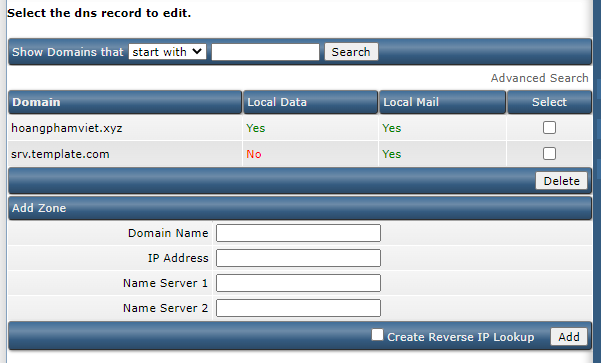 Select the dns record to edit.
Show Domains that start with Search
Advanced Search
Domain Local Data Local Mail Select
hoangphamviet.xyz Yes Yes
srv.template.com No Yes
Delete
Add Zone
Domain Name
IP Address
Name Server 1
Name Server 2
Create Reverse IP Lookup Add